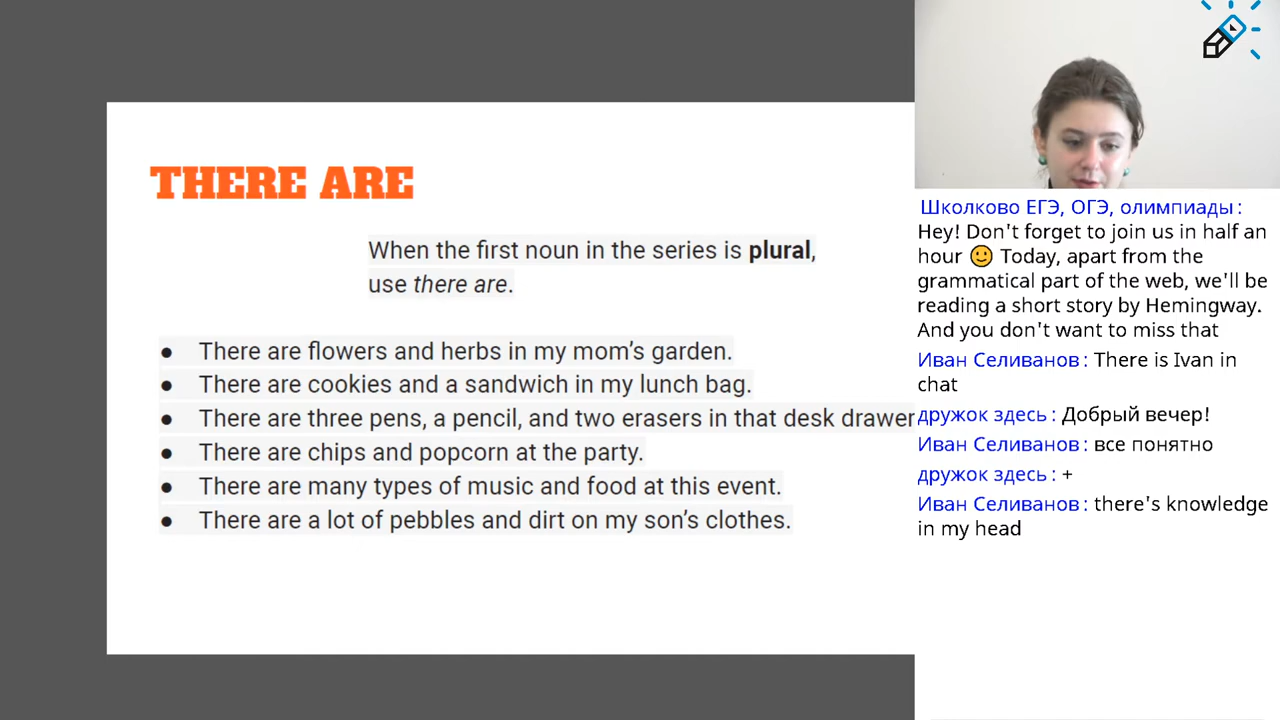 THERE ARE
When the first noun in the series is plural,
use there are.
● There are flowers and herbs in my mom’s garden.
● There are cookies and a sandwich in my lunch bag.
● There are three pens, a pencil, and two erasers in that desk drawer
● There are chips and popcorn at the party.
● There are many types of music and food at this event.
● There are a lot of pebbles and dirt on my son’s clothes.
Школково ЕГЭ, ОГЭ, олимпиады:
Hey! Don't forget to join us in half an
hour 🙂 Today, apart from the
grammatical part of the web, we'll be
reading a short story by Hemingway.
And you don't want to miss that
Иван Селиванов: There is Ivan in
chat
дружок здесь: Добрый вечер!
Иван Селиванов: все понятно
дружок здесь: +
Иван Селиванов: there's knowledge
in my head